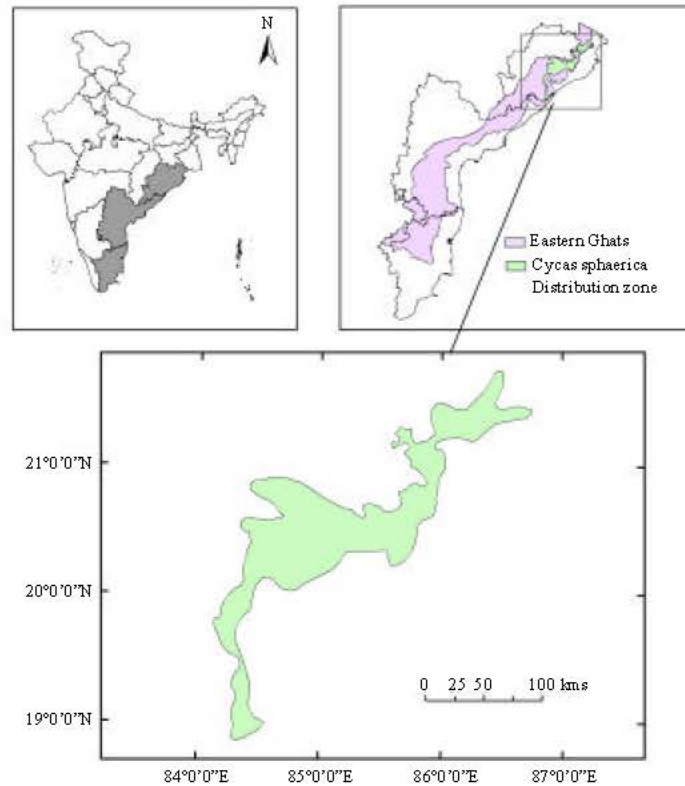 N
Eastern Ghats
Cycas sphaerica
Distribution zone
21°0'0"N
20°0'0"N
19°0'0"N
0 25 50 100 kms
84°0'0"E 85°0'0"E 86°0'0"E 87°0'0"E